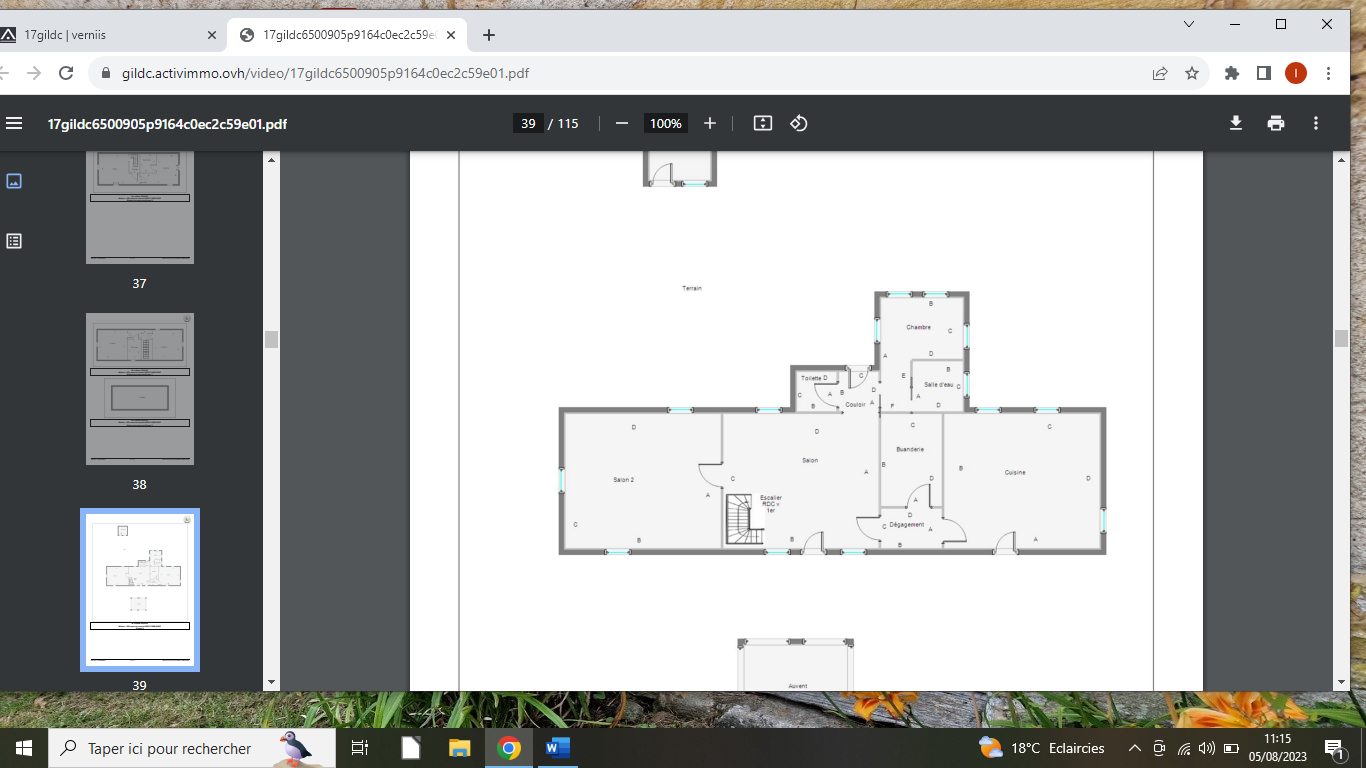 17gildc | verniis
17gildc6500905p9164c0ec2c59e0
gildc.activimmo.ovh/video/17gildc6500905p9164c0ec2c59e01.pdf
I
17gildc6500905p9164c0ec2c59e01.pdf
39 / 115
100%
37
38
39
Terrain
B
Chambre
C
A
D
Toilette D
C
E
B
Salle d'eau
C
D
C
A
B
A
B
Couloir
A
F
D
D
D
C
C
Salon
Buanderie
B
B
Cuisine
A
D
Salon 2
C
D
A
Escalier
RDC v
1er
A
D
C
Dégagement
A
C
B
B
B
A
Auvent
Taper ici pour rechercher
W
18°C Eclaircies
11:15
05/08/2023
1